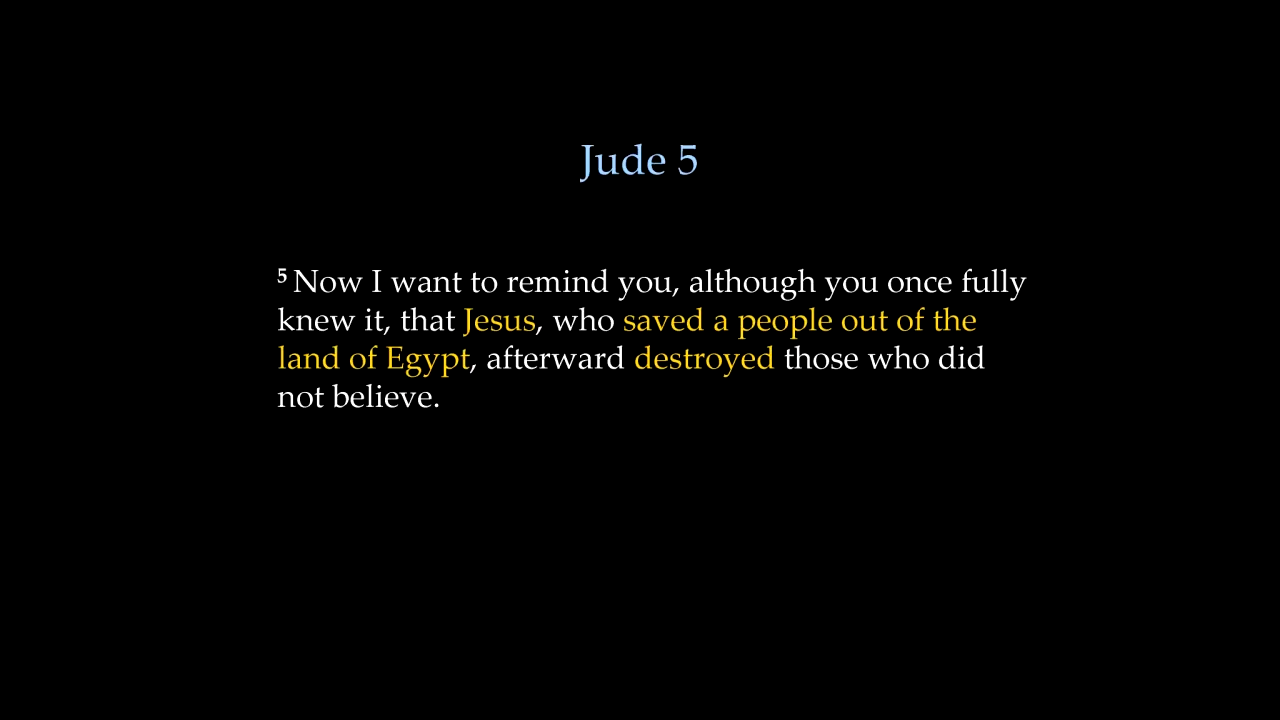 Jude 5
5 Now I want to remind you, although you once fully
knew it, that Jesus, who saved a people out of the
land of Egypt, afterward destroyed those who did
not believe.